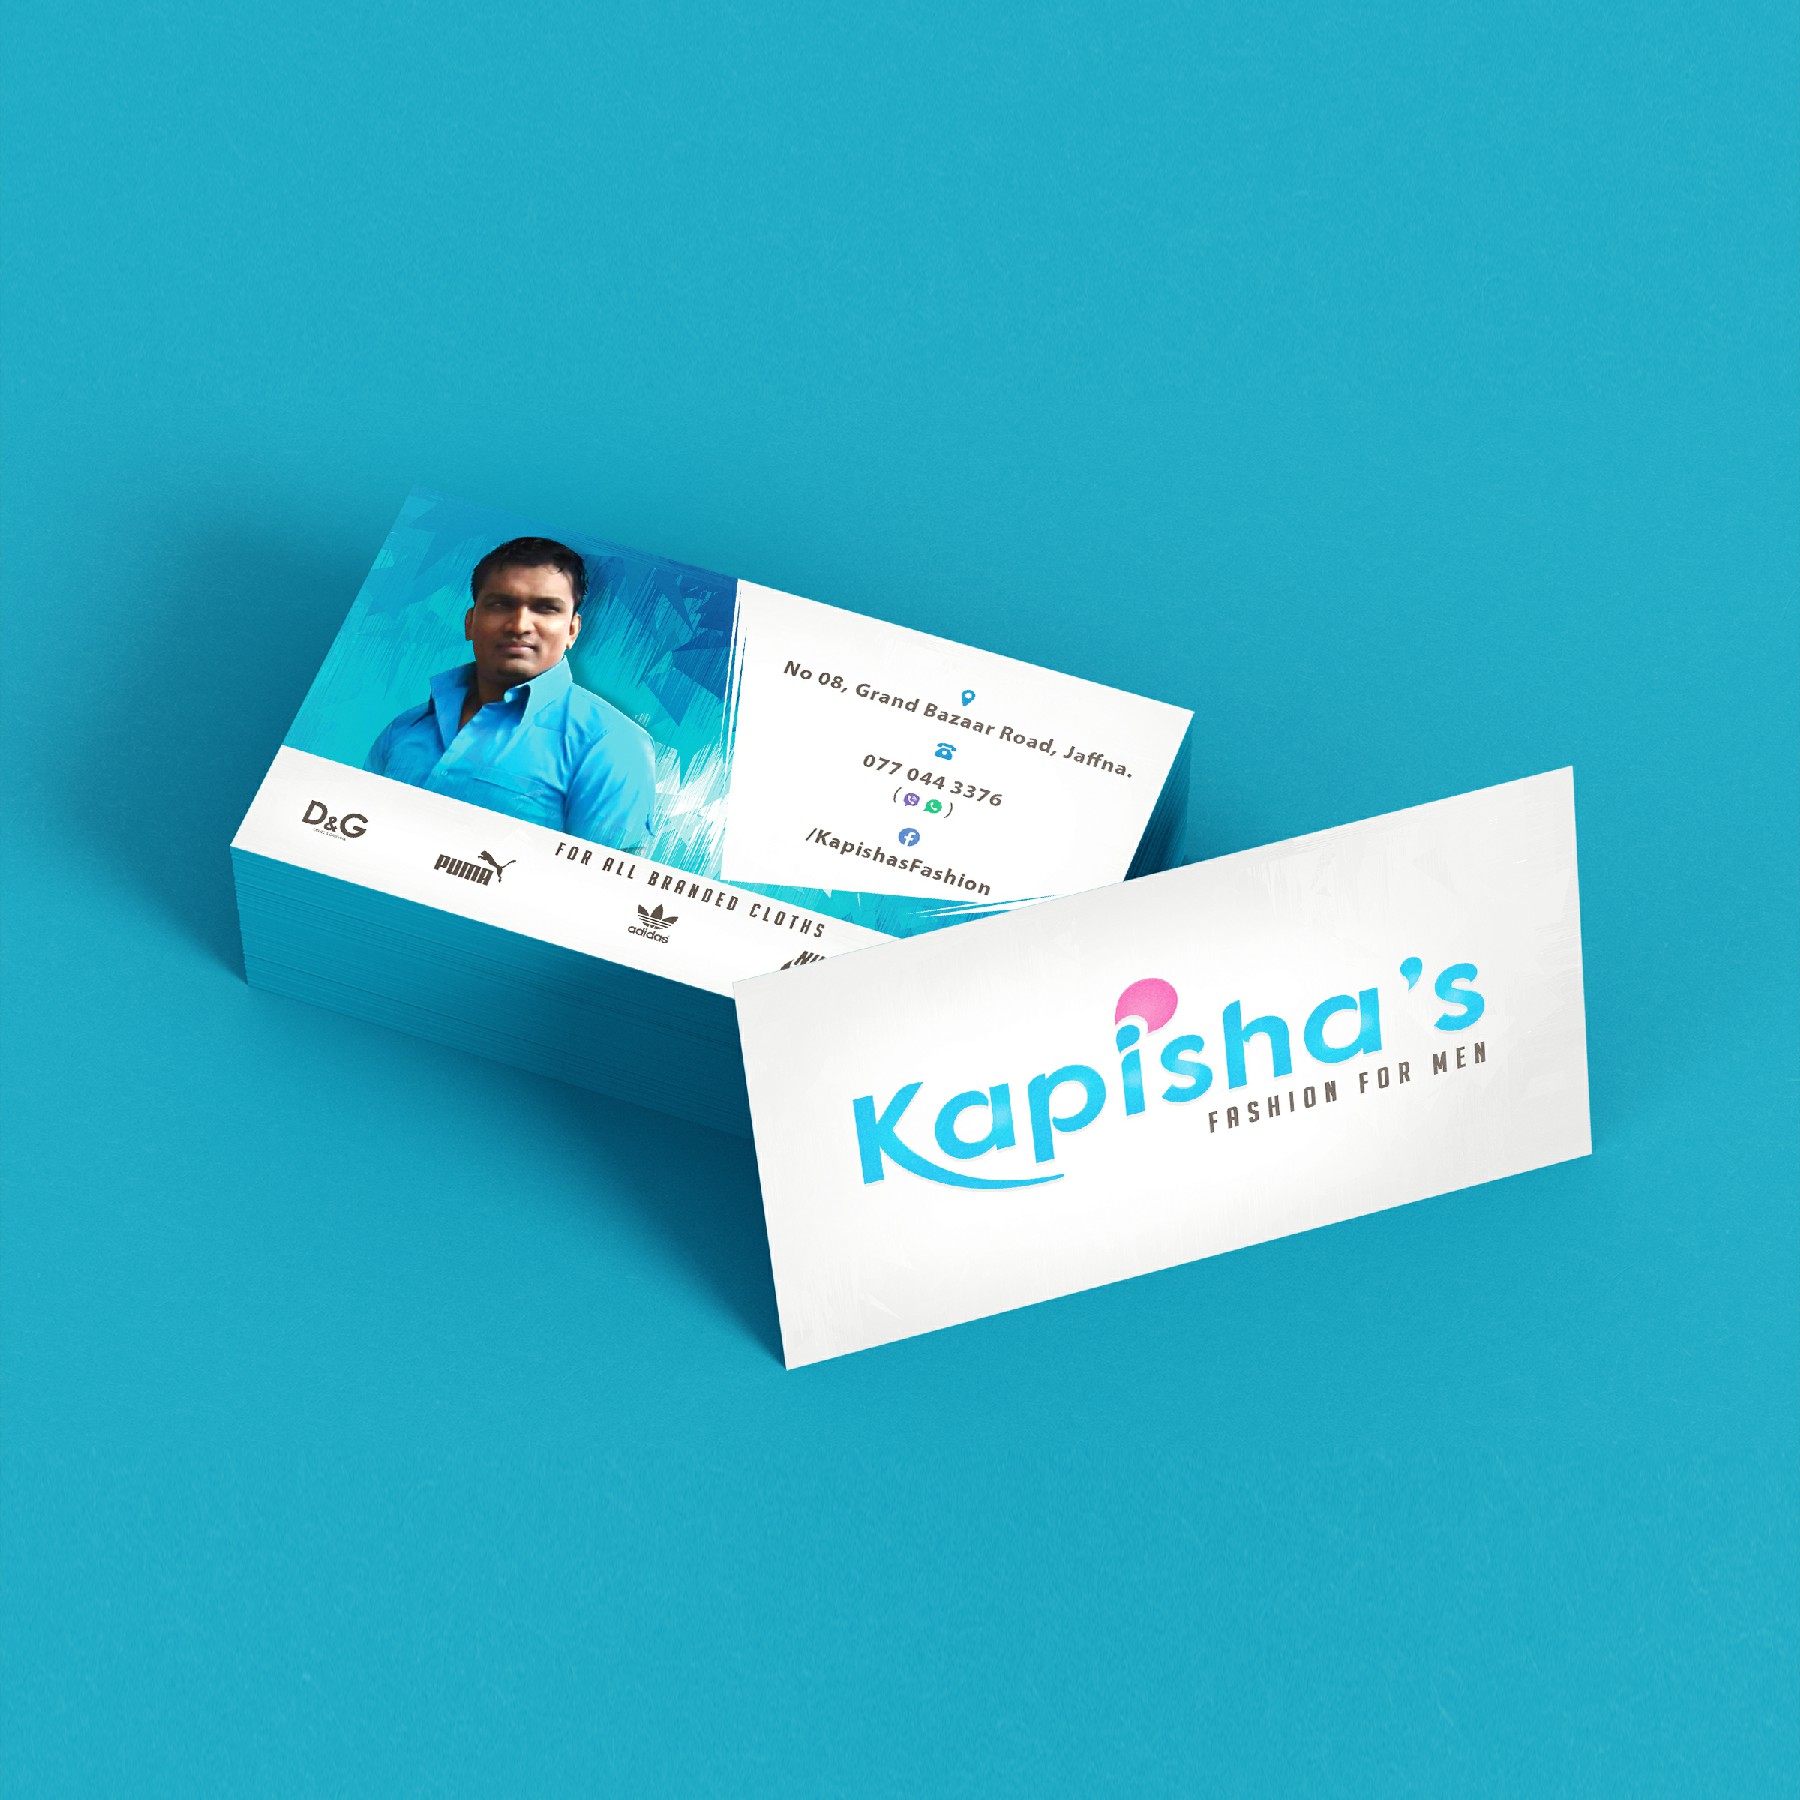 No 08, Grand Bazaar Road, Jaffna.
077 044 3376
( )
/KapishasFashion
FOR ALL BRANDED CLOTHS
D&G
PUMA
adidas
Kapisha's
FASHION FOR MEN